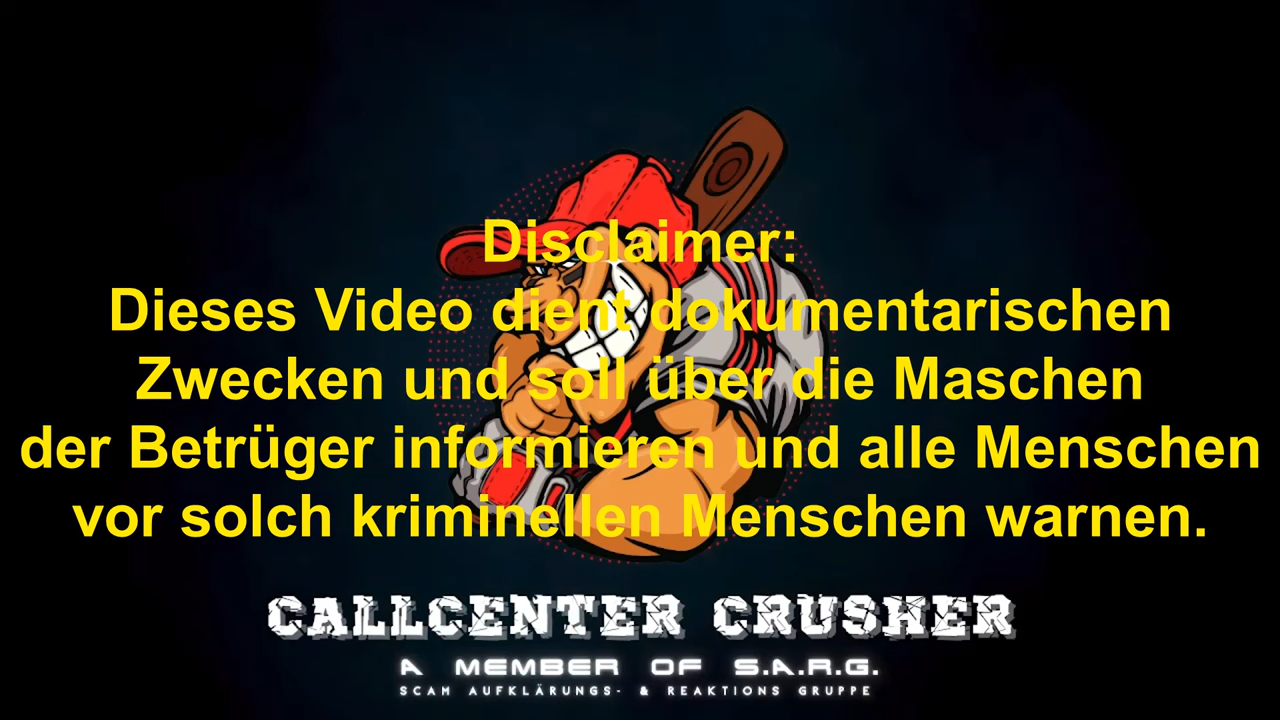 Disclaimer:
Dieses Video dient dokumentarischen
Zwecken und soll über die Maschen
der Betrüger informieren und alle Menschen
vor solch kriminellen Menschen warnen.
CALLCENTER CRUSHER
A MEMBER OF S.A.R.G.
SCAM AUFKLÄRUNGS- & REAKTIONS GRUPPE